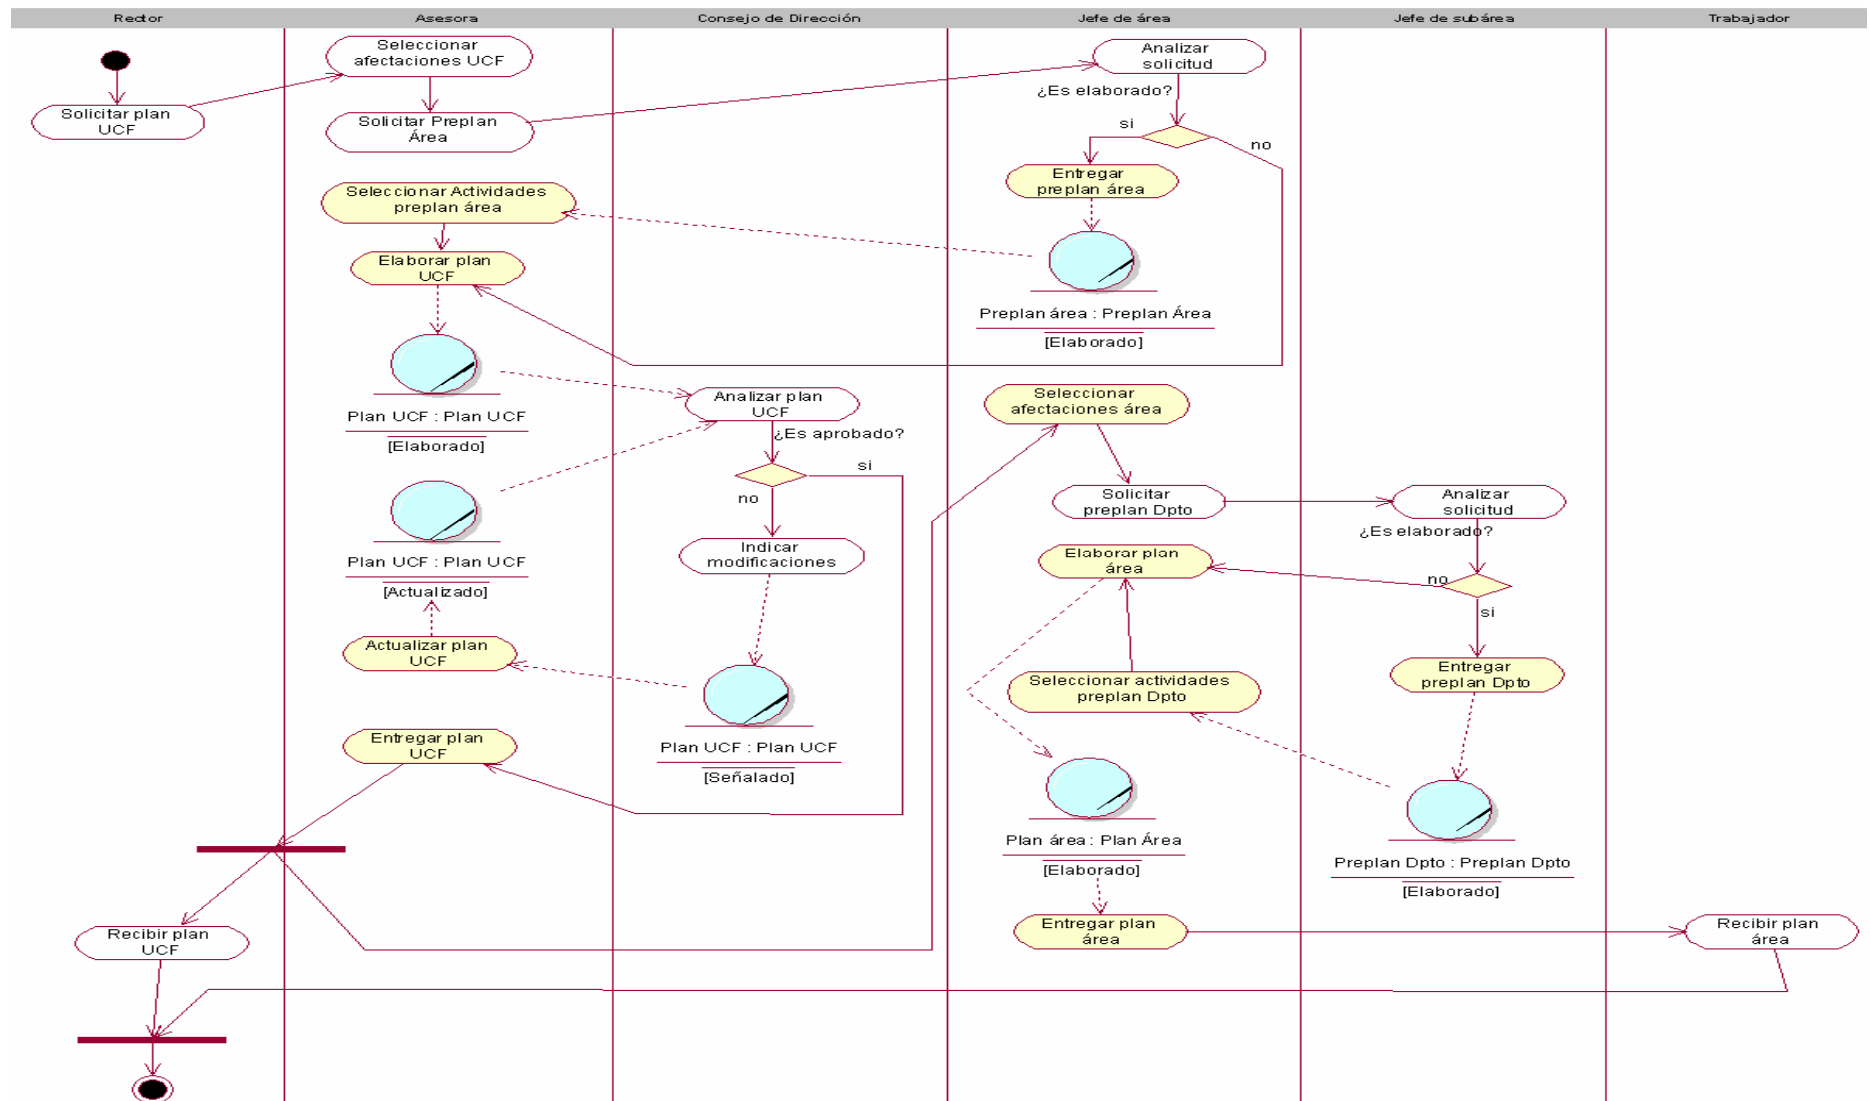 Rector
Asesora
Consejo de Dirección
Jefe de área
Jefe de subárea
Trabajador
Solicitar plan
UCF
Seleccionar
afectaciones UCF
Solicitar Preplan
Área
Analizar
solicitud
¿Es elaborado?
si
no
Entregar
preplan área
Preplan área : Preplan Área
[Elaborado]
Seleccionar Actividades
preplan área
Elaborar plan
UCF
Plan UCF : Plan UCF
[Elaborado]
Analizar plan
UCF
¿Es aprobado?
si
no
Indicar
modificaciones
Plan UCF : Plan UCF
[Señalado]
Plan UCF : Plan UCF
[Actualizado]
Actualizar plan
UCF
Entregar plan
UCF
Seleccionar
afectaciones área
Solicitar
preplan Dpto
Analizar
solicitud
¿Es elaborado?
no
si
Elaborar plan
área
Entregar
preplan Dpto
Seleccionar actividades
preplan Dpto
Plan área : Plan Área
[Elaborado]
Preplan Dpto : Preplan Dpto
[Elaborado]
Entregar plan
área
Recibir plan
área
Recibir plan
UCF